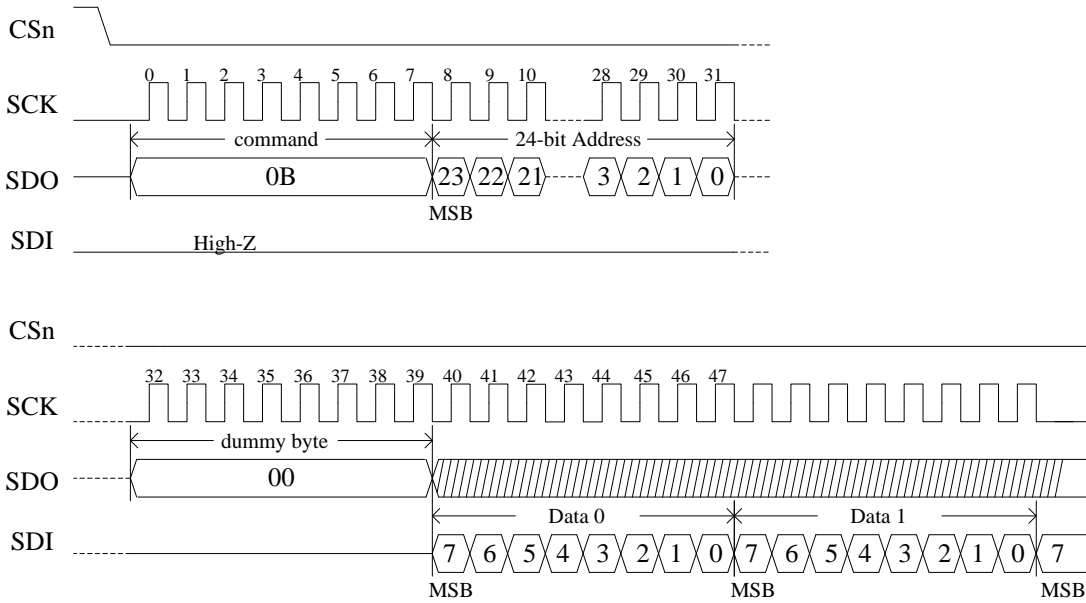 CSn
0 1 2 3 4 5 6 7 8 9 10 28 29 30 31
SCK
command 24-bit Address
SDO 0B 23 22 21 3 2 1 0
MSB
SDI High-Z
CSn
32 33 34 35 36 37 38 39 40 41 42 43 44 45 46 47
SCK
dummy byte
SDO 00
Data 0 Data 1
SDI 7 6 5 4 3 2 1 0 7 6 5 4 3 2 1 0 7
MSB MSB MSB